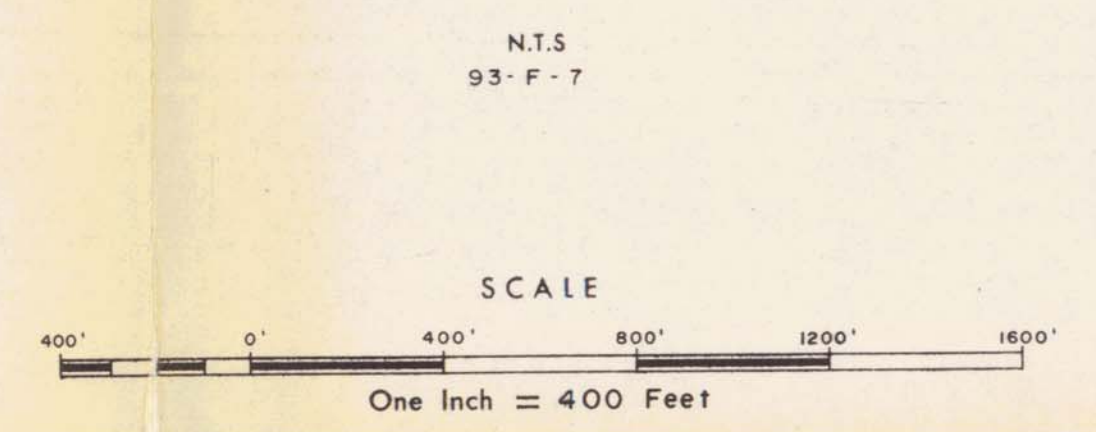 N.T.S
93-F-7
SCALE
400' 0' 400' 800' 1200' 1600'
One Inch = 400 Feet